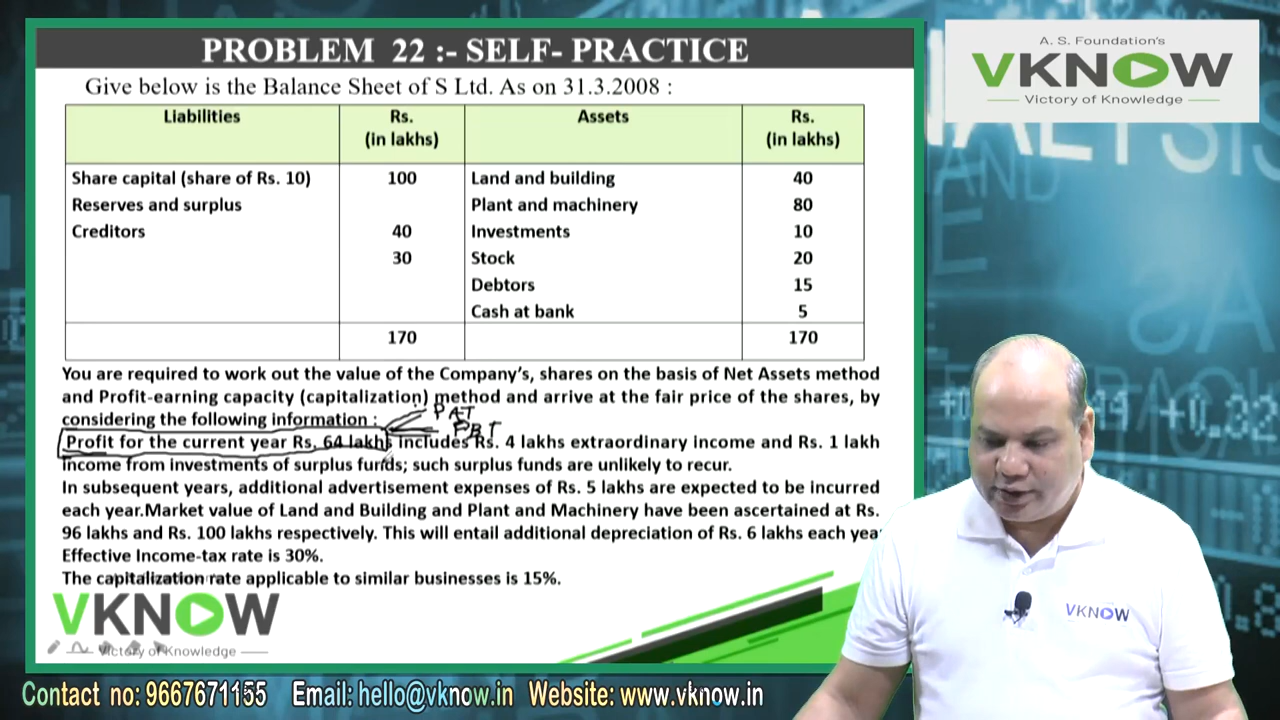 PROBLEM 22 :- SELF- PRACTICE
A. S. Foundation's
VKNOW
Victory of Knowledge
Give below is the Balance Sheet of S Ltd. As on 31.3.2008 :
Liabilities Rs. (in lakhs) Assets Rs. (in lakhs)
Share capital (share of Rs. 10) 100 Land and building 40
Reserves and surplus Plant and machinery 80
Creditors 40 Investments 10
30 Stock 20
Debtors 15
Cash at bank 5
170 170
You are required to work out the value of the Company's, shares on the basis of Net Assets method
and Profit-earning capacity (capitalization) method and arrive at the fair price of the shares, by
considering the following information :
PAT
PBT
Profit for the current year Rs. 64 lakhs includes Rs. 4 lakhs extraordinary income and Rs. 1 lakh
income from investments of surplus funds; such surplus funds are unlikely to recur.
In subsequent years, additional advertisement expenses of Rs. 5 lakhs are expected to be incurred
each year.Market value of Land and Building and Plant and Machinery have been ascertained at Rs.
96 lakhs and Rs. 100 lakhs respectively. This will entail additional depreciation of Rs. 6 lakhs each yea
Effective Income-tax rate is 30%.
The capitalization rate applicable to similar businesses is 15%.
VKNOW
Victory of Knowledge
VKNOW
Contact no: 9667671155 Email: hello@vknow.in Website: www.vknow.in